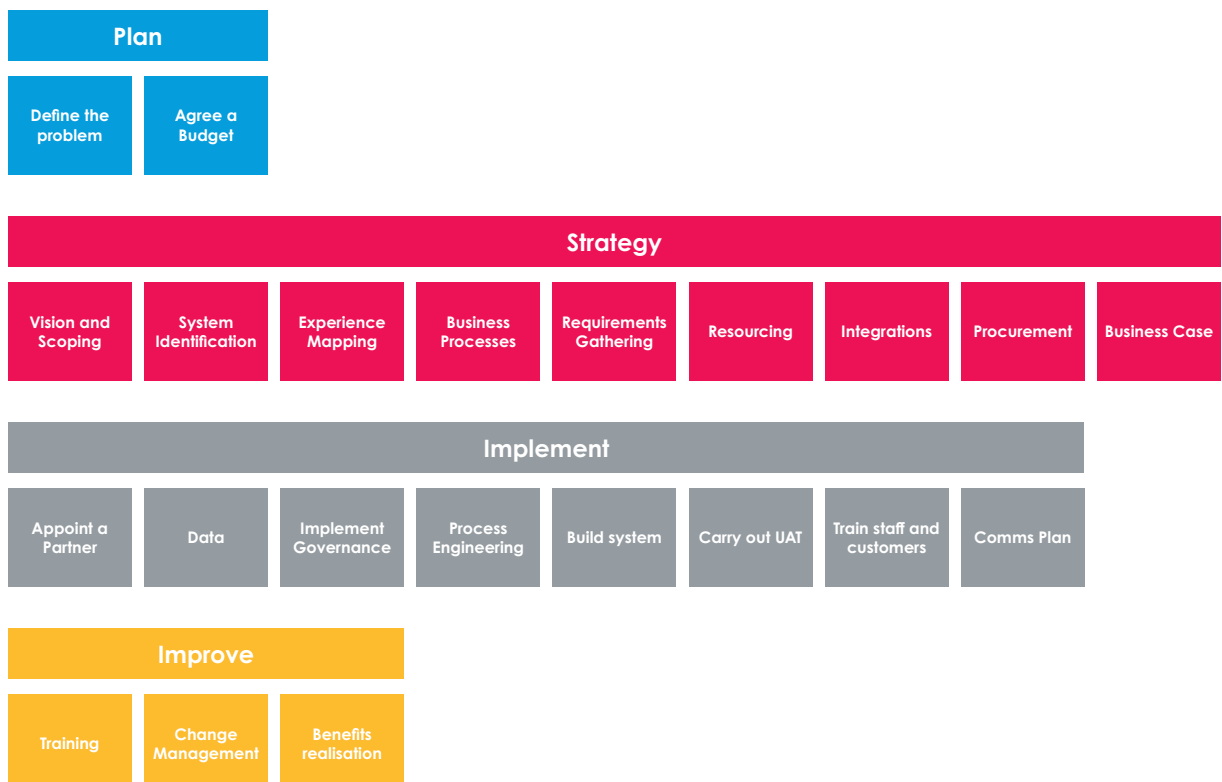 Plan
Define the
problem
Agree a
Budget
Strategy
Vision and
Scoping
System
Identification
Experience
Mapping
Business
Processes
Requirements
Gathering
Resourcing
Integrations
Procurement
Business Case
Implement
Appoint a
Partner
Data
Implement
Governance
Process
Engineering
Build system
Carry out UAT
Train staff and
customers
Comms Plan
Improve
Training
Change
Management
Benefits
realisation